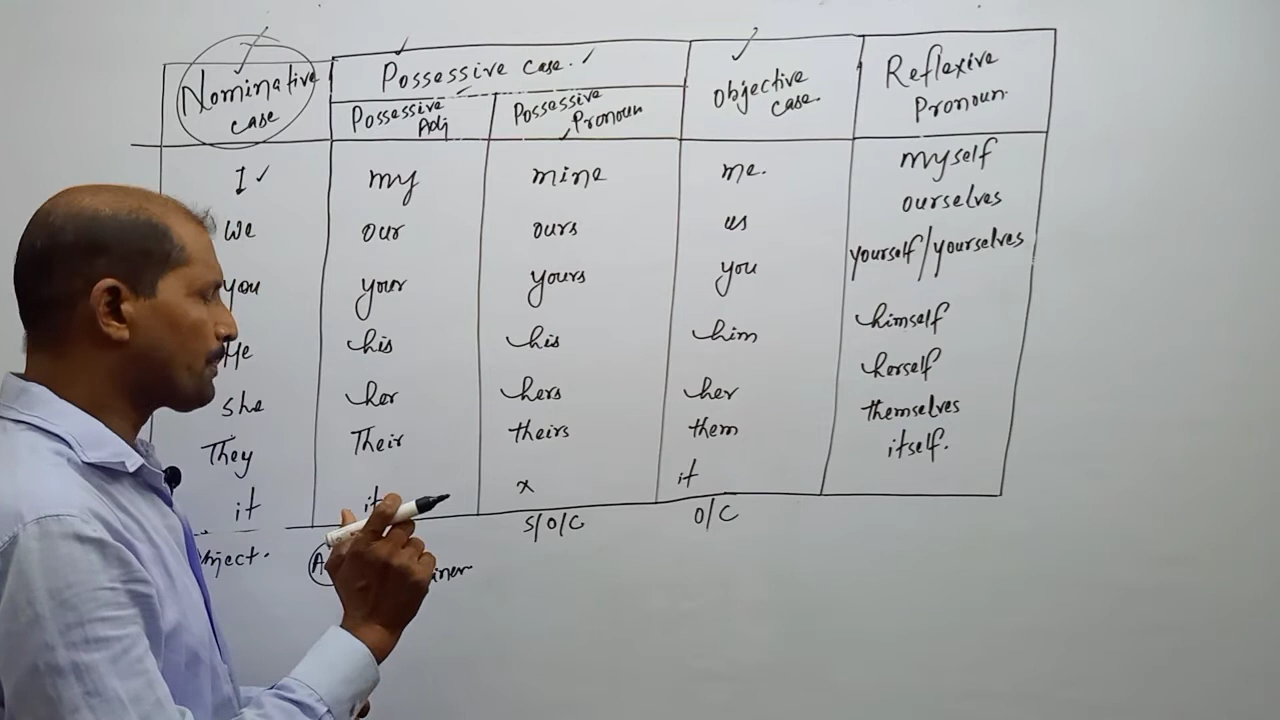 Nominative case
Possessive case.
Objective case.
Reflexive Pronoun.
Possessive Adj
Possessive Pronoun
I my mine me. myself
We our ours us ourselves
you your yours you yourself/yourselves
He his his him himself
She her hers her herself
They Their theirs them themselves
it x it itself.
S/O/C O/C